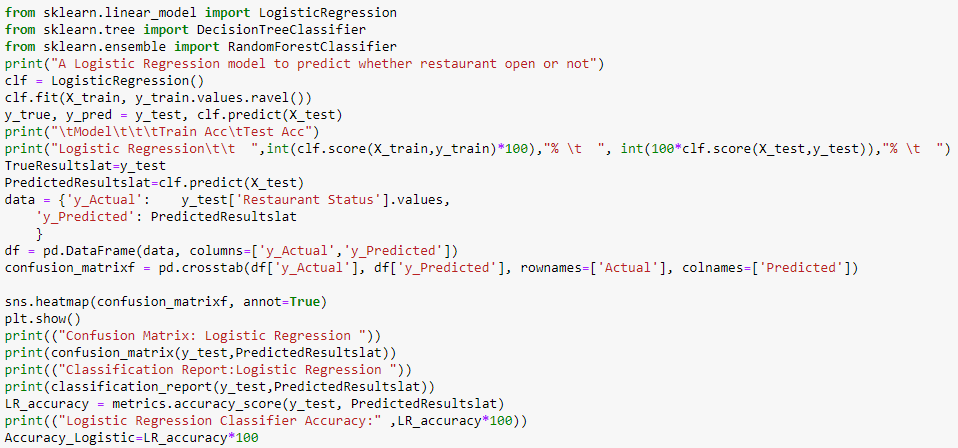 from sklearn.linear_model import LogisticRegression
from sklearn.tree import DecisionTreeClassifier
from sklearn.ensemble import RandomForestClassifier
print("A Logistic Regression model to predict whether restaurant open or not")
clf = LogisticRegression()
clf.fit(X_train, y_train.values.ravel())
y_true, y_pred = y_test, clf.predict(X_test)
print("\tModel\t\t\tTrain Acc\tTest Acc")
print("Logistic Regression\t\t  ",int(clf.score(X_train,y_train)*100),"% \t  ", int(100*clf.score(X_test,y_test)),"% \t  ")
TrueResultslat=y_test
PredictedResultslat=clf.predict(X_test)
data = {'y_Actual':    y_test['Restaurant Status'].values,
    'y_Predicted': PredictedResultslat
    }
df = pd.DataFrame(data, columns=['y_Actual','y_Predicted'])
confusion_matrixf = pd.crosstab(df['y_Actual'], df['y_Predicted'], rownames=['Actual'], colnames=['Predicted'])

sns.heatmap(confusion_matrixf, annot=True)
plt.show()
print(("Confusion Matrix: Logistic Regression "))
print(confusion_matrix(y_test,PredictedResultslat))
print(("Classification Report:Logistic Regression "))
print(classification_report(y_test,PredictedResultslat))
LR_accuracy = metrics.accuracy_score(y_test, PredictedResultslat)
print(("Logistic Regression Classifier Accuracy:" ,LR_accuracy*100))
Accuracy_Logistic=LR_accuracy*100